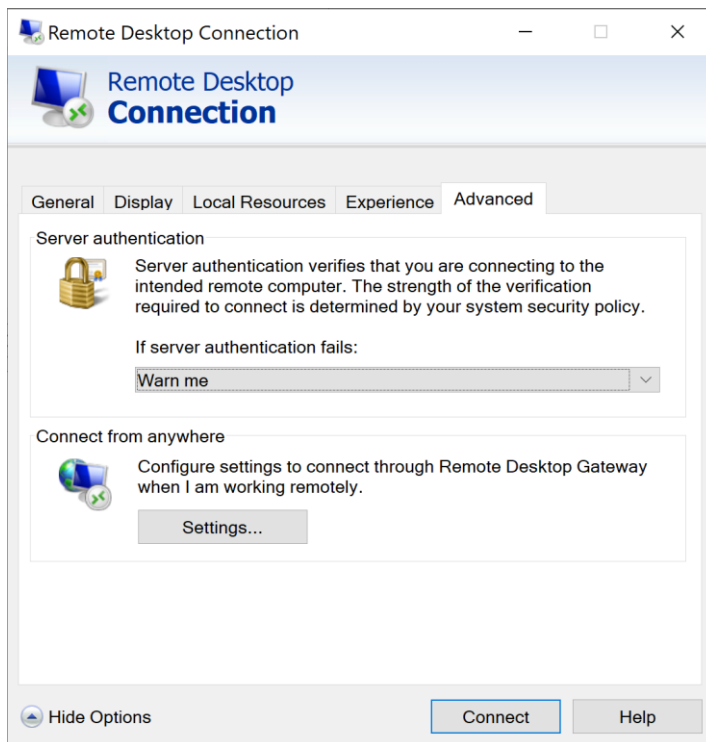 Remote Desktop Connection
Remote Desktop
Connection
General Display Local Resources Experience Advanced
Server authentication
Server authentication verifies that you are connecting to the
intended remote computer. The strength of the verification
required to connect is determined by your system security policy.
If server authentication fails:
Warn me
Connect from anywhere
Configure settings to connect through Remote Desktop Gateway
when I am working remotely.
Settings...
Hide Options Connect Help